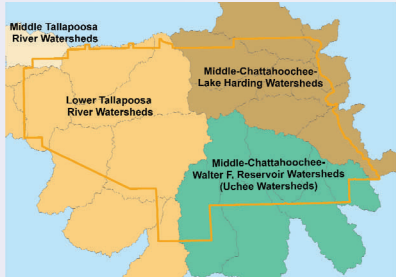 Middle Tallapoosa
River Watersheds
Middle-Chattahoochee-
Lake Harding Watersheds
Lower Tallapoosa
River Watersheds
Middle-Chattahoochee-
Walter F. Reservoir Watersheds
(Uchee Watersheds)